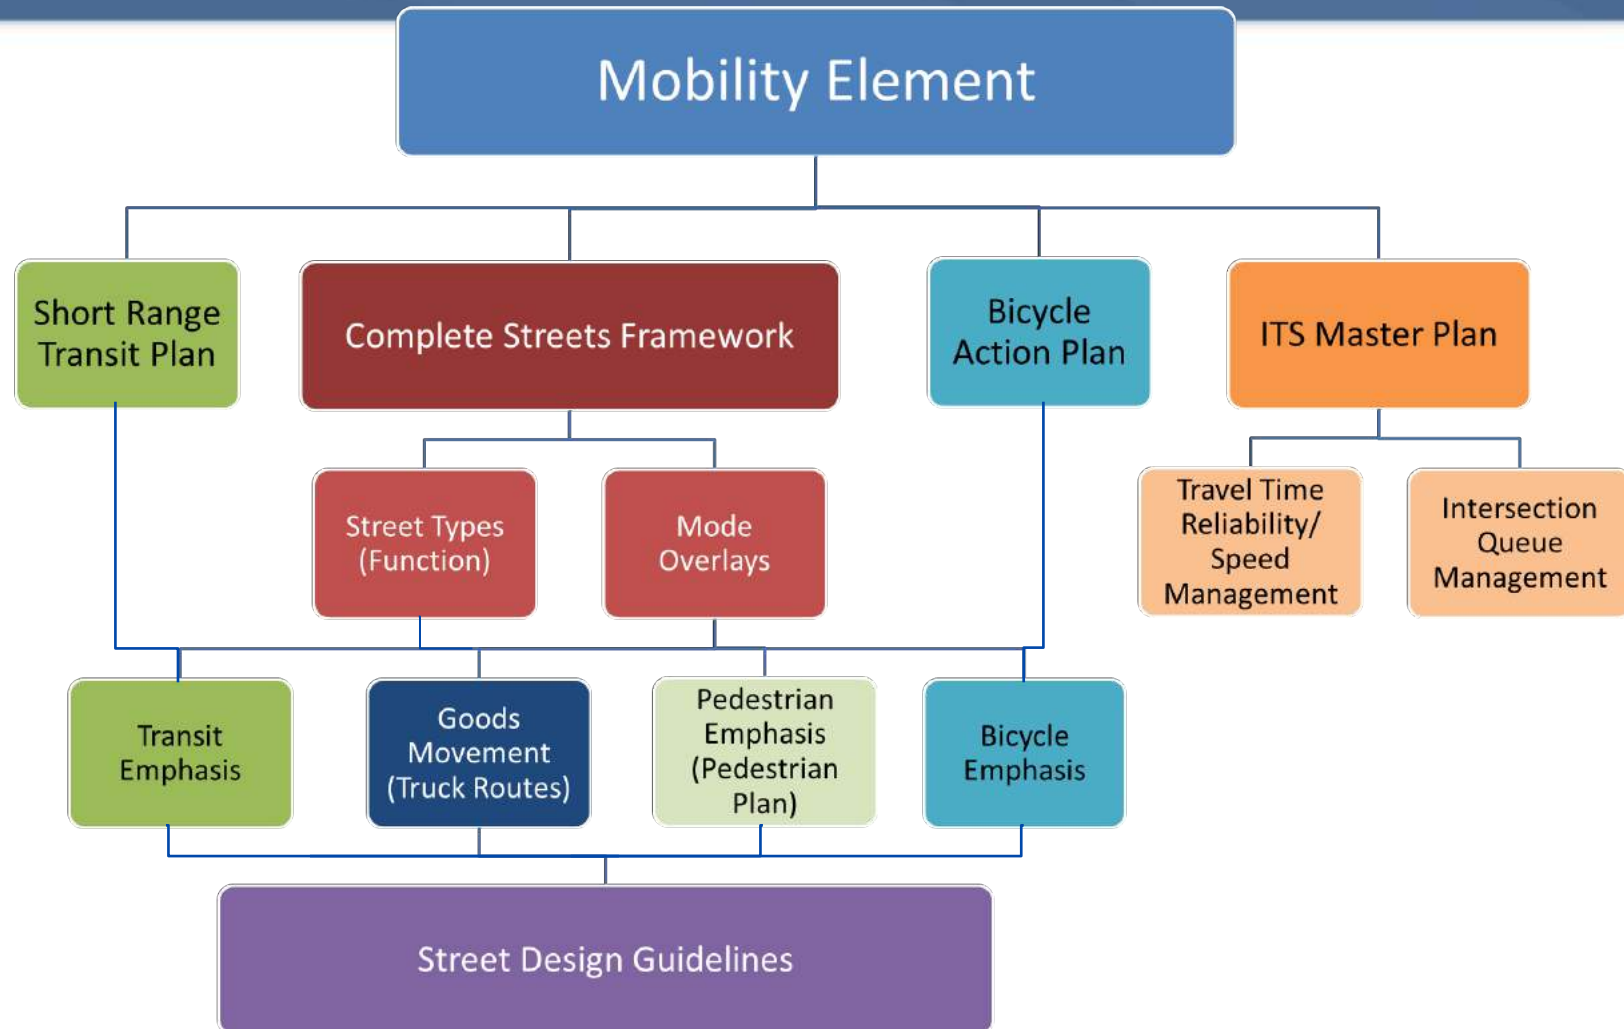 Mobility Element
Short Range
Transit Plan
Complete Streets Framework
Bicycle
Action Plan
ITS Master Plan
Street Types
(Function)
Mode
Overlays
Travel Time
Reliability/
Speed
Management
Intersection
Queue
Management
Transit
Emphasis
Goods
Movement
(Truck Routes)
Pedestrian
Emphasis
(Pedestrian
Plan)
Bicycle
Emphasis
Street Design Guidelines